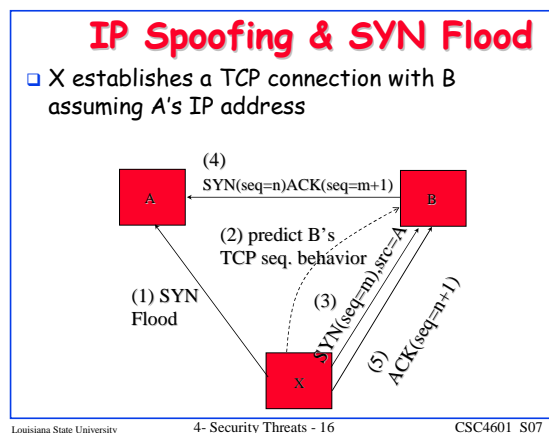 IP Spoofing & SYN Flood
X establishes a TCP connection with B
assuming A's IP address
(4)
SYN(seq=n)ACK(seq=m+1)
A
B
(2) predict B's
TCP seq. behavior
(1) SYN
Flood
(3)
SYN(seq=m),src=A
(5)
ACK(seq=n+1)
X
Louisiana State University
4- Security Threats - 16
CSC4601 S07